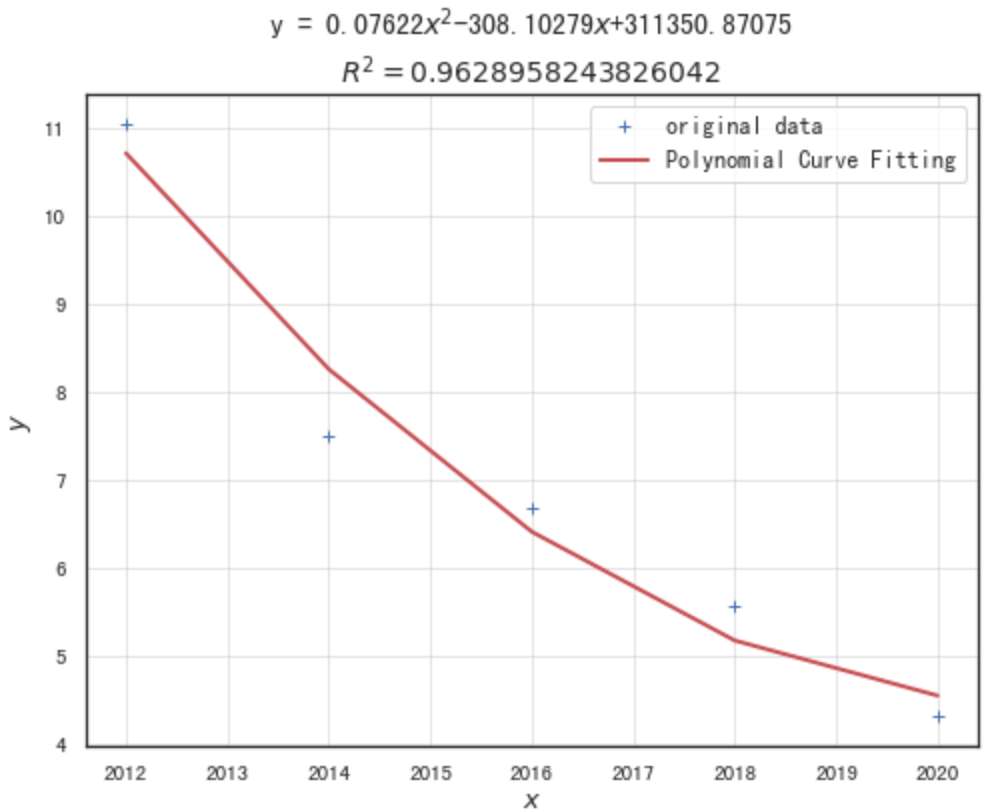 y = 0.07622x²−308.10279x+311350.87075
R² = 0.9628958243826042
original data
Polynomial Curve Fitting
11
10
9
8
7
6
5
4
y
2012 2013 2014 2015 2016 2017 2018 2019 2020
x